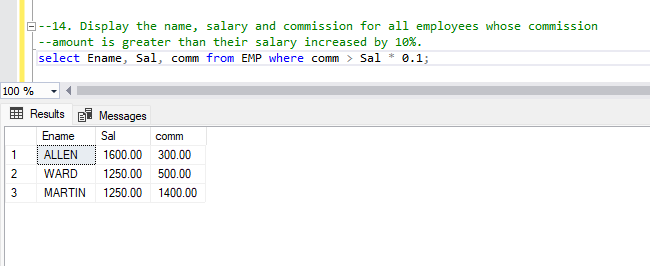 --14. Display the name, salary and commission for all employees whose commission
--amount is greater than their salary increased by 10%.
select Ename, Sal, comm from EMP where comm > Sal * 0.1;
100 %
Results Messages
Ename Sal comm
1 ALLEN 1600.00 300.00
2 WARD 1250.00 500.00
3 MARTIN 1250.00 1400.00